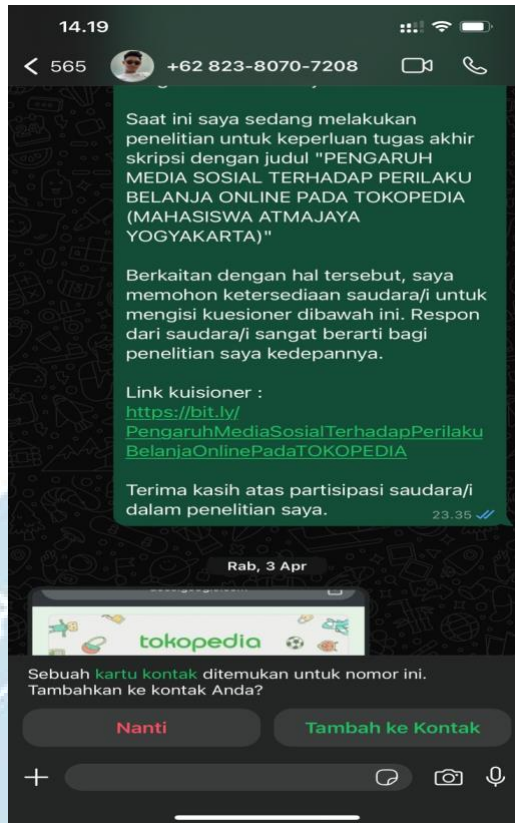 14.19
565 +62 823-8070-7208
Saat ini saya sedang melakukan
penelitian untuk keperluan tugas akhir
skripsi dengan judul "PENGARUH
MEDIA SOSIAL TERHADAP PERILAKU
BELANJA ONLINE PADA TOKOPEDIA
(MAHASISWA ATMAJAYA
YOGYAKARTA)"
Berkaitan dengan hal tersebut, saya
memohon ketersediaan saudara/i untuk
mengisi kuesioner dibawah ini. Respon
dari saudara/i sangat berarti bagi
penelitian saya kedepannya.
Link kuisioner :
https://bit.ly/
PengaruhMediaSosialTerhadapPerilaku
BelanjaOnlinePadaTOKOPEDIA
Terima kasih atas partisipasi saudara/i
dalam penelitian saya.
23.35
Rab, 3 Apr
tokopedia
Sebuah kartu kontak ditemukan untuk nomor ini.
Tambahkan ke kontak Anda?
Nanti Tambah ke Kontak